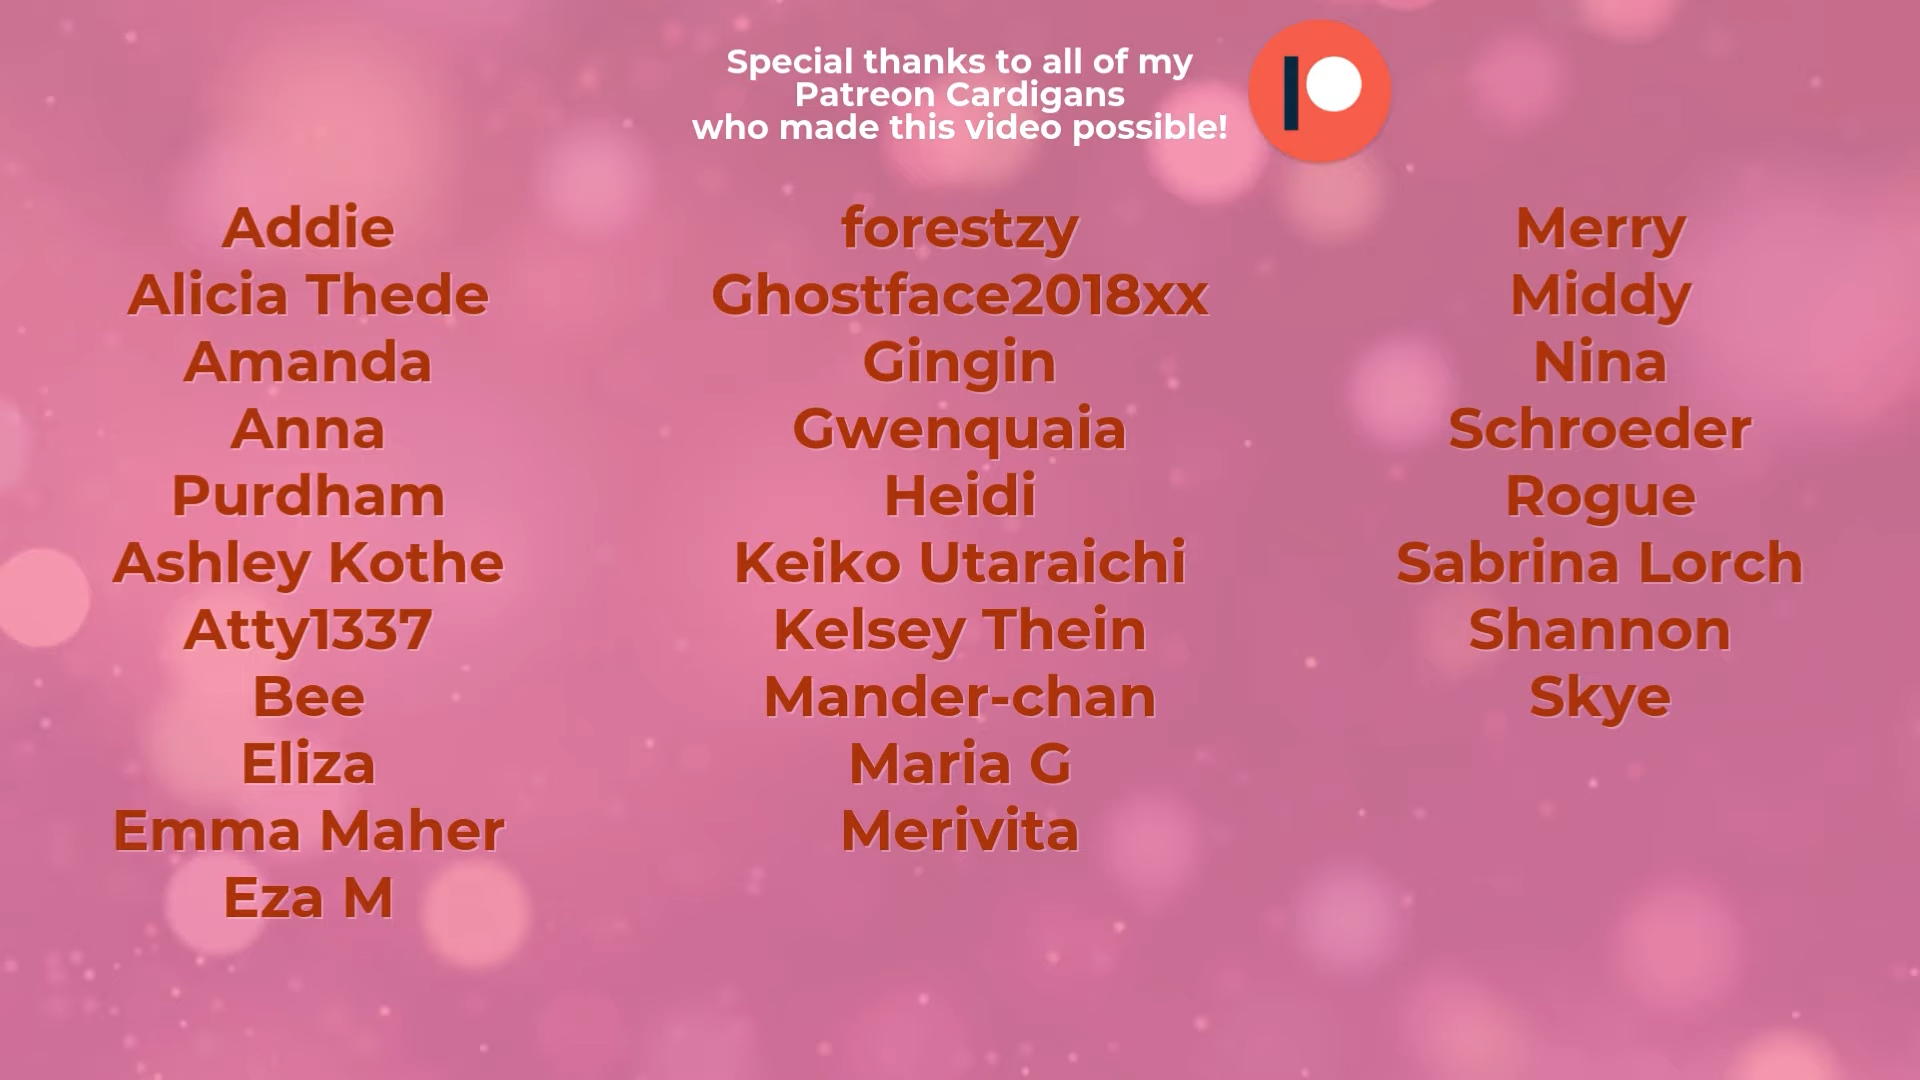 Special thanks to all of my
Patreon Cardigans
who made this video possible!
Addie
Alicia Thede
Amanda
Anna
Purdham
Ashley Kothe
Atty1337
Bee
Eliza
Emma Maher
Eza M
forestzy
Ghostface2018xx
Gingin
Gwenquaia
Heidi
Keiko Utaraichi
Kelsey Thein
Mander-chan
Maria G
Merivita
Merry
Middy
Nina
Schroeder
Rogue
Sabrina Lorch
Shannon
Skye